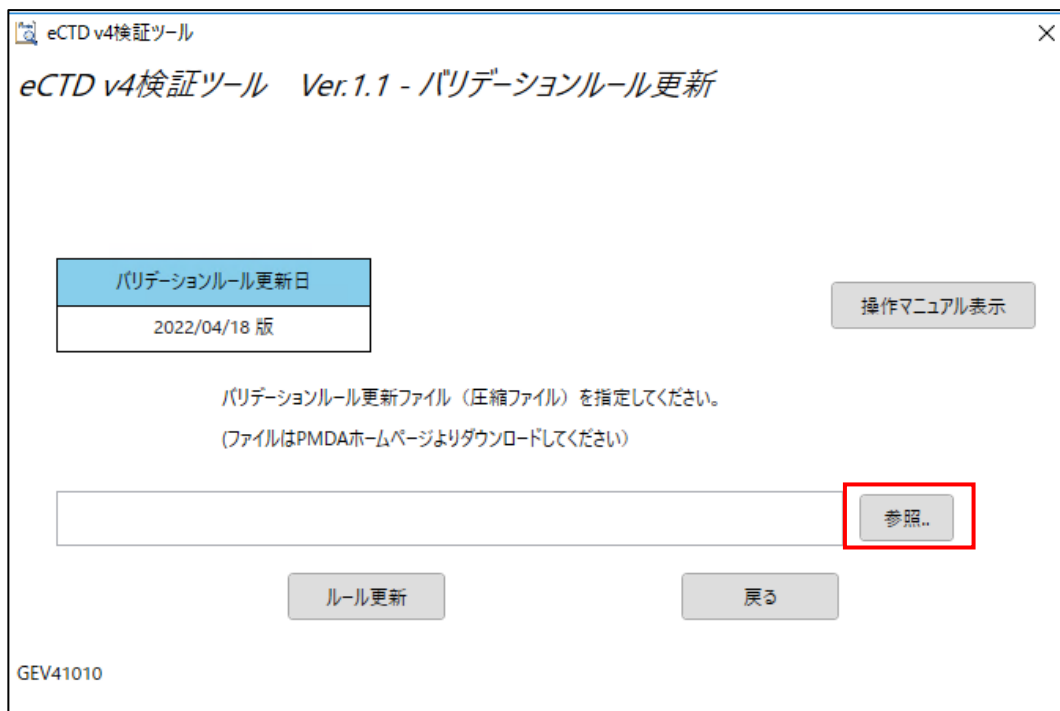 eCTD v4検証ツール
eCTD v4検証ツール　Ver.1.1 - バリデーションルール更新
バリデーションルール更新日
2022/04/18 版
操作マニュアル表示
バリデーションルール更新ファイル（圧縮ファイル）を指定してください。
(ファイルはPMDAホームページよりダウンロードしてください）
参照..
ルール更新
戻る
GEV41010